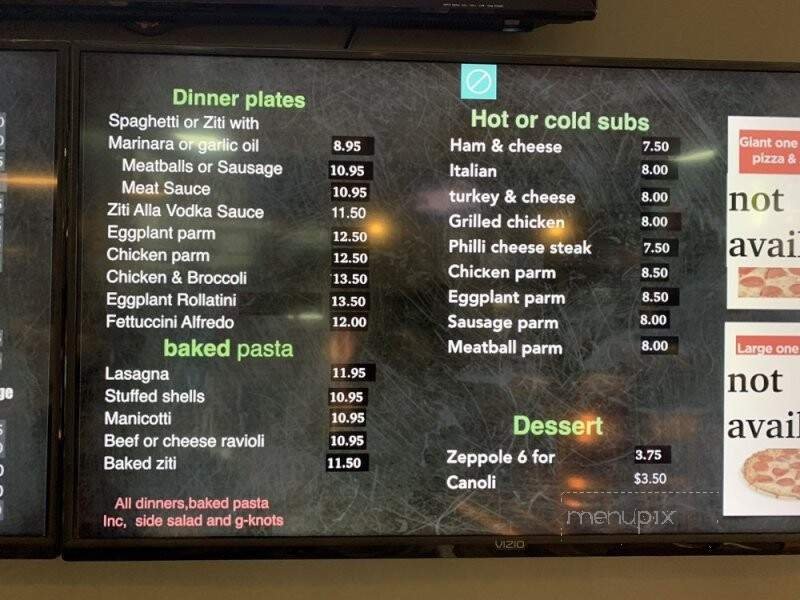 Dinner plates
Spaghetti or Ziti with
Marinara or garlic oil 8.95
Meatballs or Sausage 10.95
Meat Sauce 10.95
Ziti Alla Vodka Sauce 11.50
Eggplant parm 12.50
Chicken parm 12.50
Chicken & Broccoli 13.50
Eggplant Rollatini 13.50
Fettuccini Alfredo 12.00
baked pasta
Lasagna 11.95
Stuffed shells 10.95
Manicotti 10.95
Beef or cheese ravioli 10.95
Baked ziti 11.50
All dinners,baked pasta
Inc, side salad and g-knots
Hot or cold subs
Ham & cheese 7.50
Italian 8.00
turkey & cheese 8.00
Grilled chicken 8.00
Philli cheese steak 7.50
Chicken parm 8.50
Eggplant parm 8.50
Sausage parm 8.00
Meatball parm 8.00
Dessert
Zeppole 6 for 3.75
Canoli $3.50
Giant one
pizza &
not
avail
Large one
not
avail
menupix
VIZIO